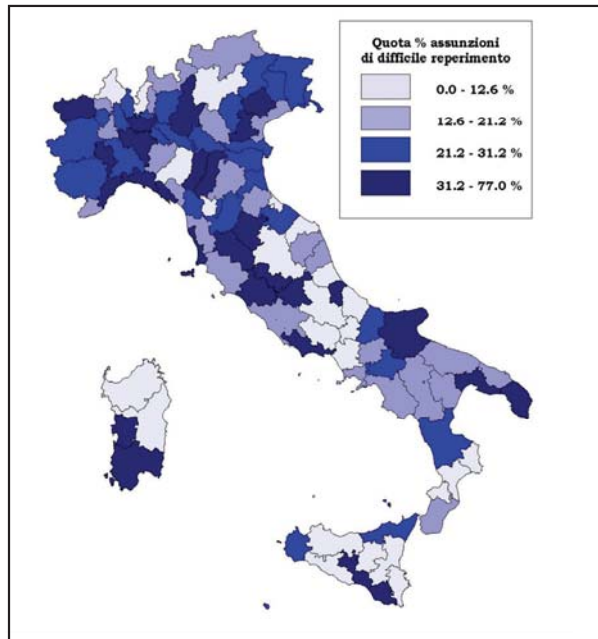 Quota % assunzioni
di difficile reperimento
0.0 - 12.6 %
12.6 - 21.2 %
21.2 - 31.2 %
31.2 - 77.0 %